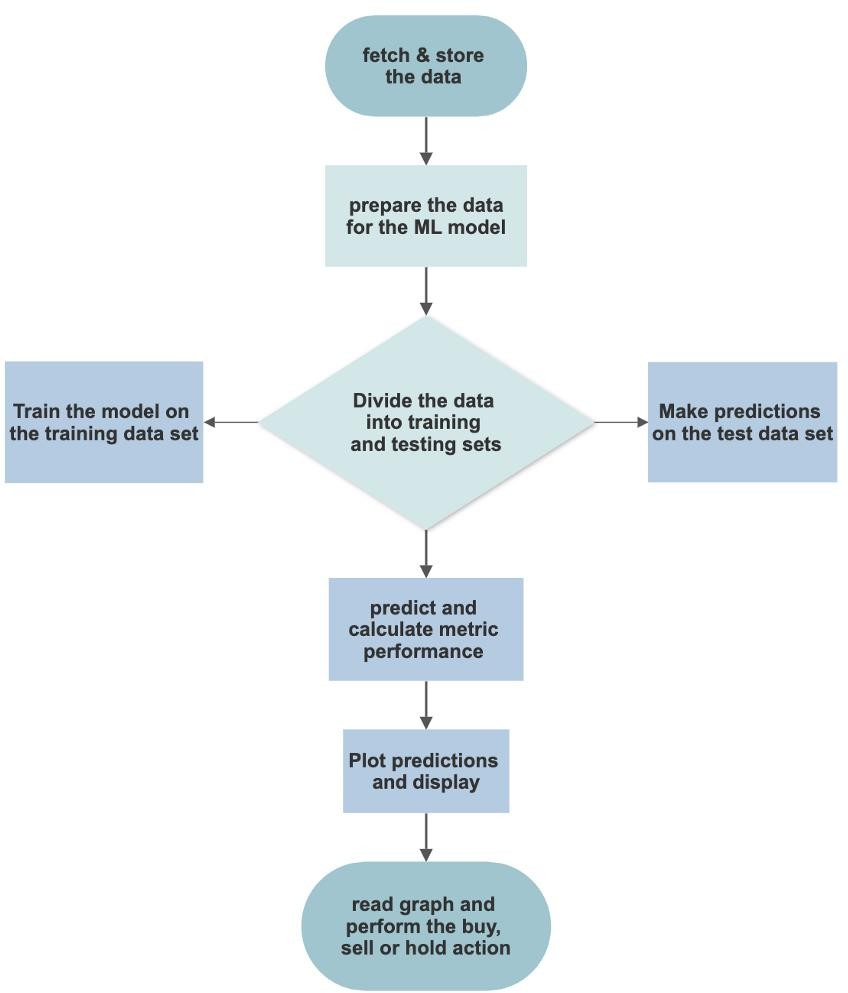 fetch & store
the data
prepare the data
for the ML model
Divide the data
into training
and testing sets
Train the model on
the training data set
Make predictions
on the test data set
predict and
calculate metric
performance
Plot predictions
and display
read graph and
perform the buy,
sell or hold action